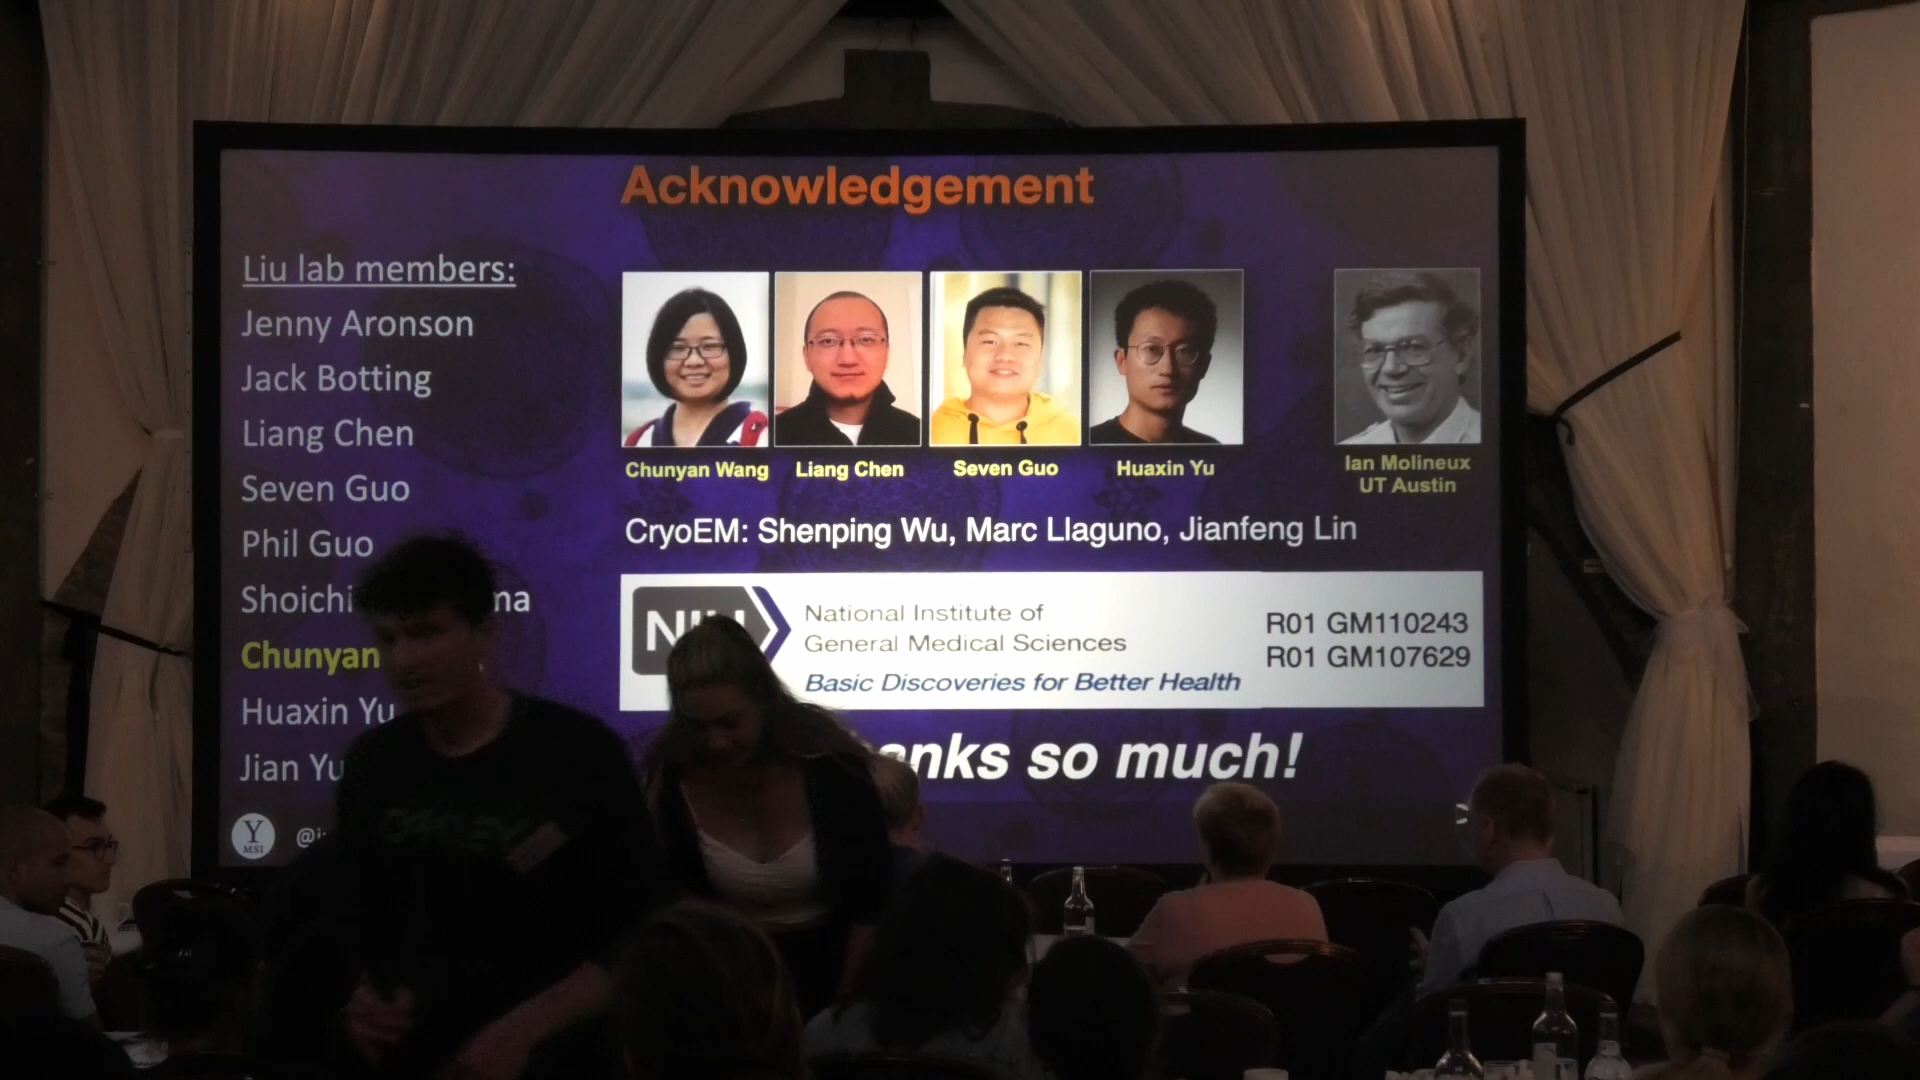 Acknowledgement
Liu lab members:
Jenny Aronson
Jack Botting
Liang Chen
Seven Guo
Phil Guo
Shoichi
Chunyan
Huaxin Yu
Jian Yu
Chunyan Wang
Liang Chen
Seven Guo
Huaxin Yu
Ian Molineux
UT Austin
CryoEM: Shenping Wu, Marc Llaguno, Jianfeng Lin
National Institute of
General Medical Sciences
Basic Discoveries for Better Health
R01 GM110243
R01 GM107629
so much!
Y
MSI